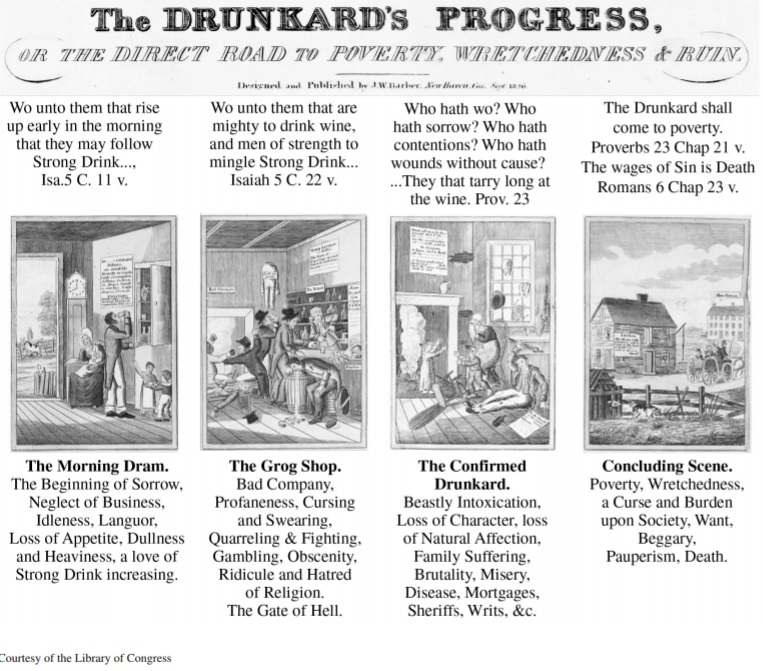 The DRUNKARD'S PROGRESS,
OR THE DIRECT ROAD TO POVERTY, WRETCHEDNESS & RUIN.
Designed and Published by J.W. Barber, New Haven, Con. Sept. 1826.
Wo unto them that rise
up early in the morning
that they may follow
Strong Drink...,
Isa.5 C. 11 v.
Wo unto them that are
mighty to drink wine,
and men of strength to
mingle Strong Drink...
Isaiah 5 C. 22 v.
Who hath wo? Who
hath sorrow? Who hath
contentions? Who hath
wounds without cause?
...They that tarry long at
the wine. Prov. 23
The Drunkard shall
come to poverty.
Proverbs 23 Chap 21 v.
The wages of Sin is Death
Romans 6 Chap 23 v.
The Morning Dram.
The Beginning of Sorrow,
Neglect of Business,
Idleness, Languor,
Loss of Appetite, Dullness
and Heaviness, a love of
Strong Drink increasing.
The Grog Shop.
Bad Company,
Profaneness, Cursing
and Swearing,
Quarreling & Fighting,
Gambling, Obscenity,
Ridicule and Hatred
of Religion.
The Gate of Hell.
The Confirmed
Drunkard.
Beastly Intoxication,
Loss of Character, loss
of Natural Affection,
Family Suffering,
Brutality, Misery,
Disease, Mortgages,
Sheriffs, Writs, &c.
Concluding Scene.
Poverty, Wretchedness,
a Curse and Burden
upon Society, Want,
Beggary,
Pauperism, Death.
Courtesy of the Library of Congress